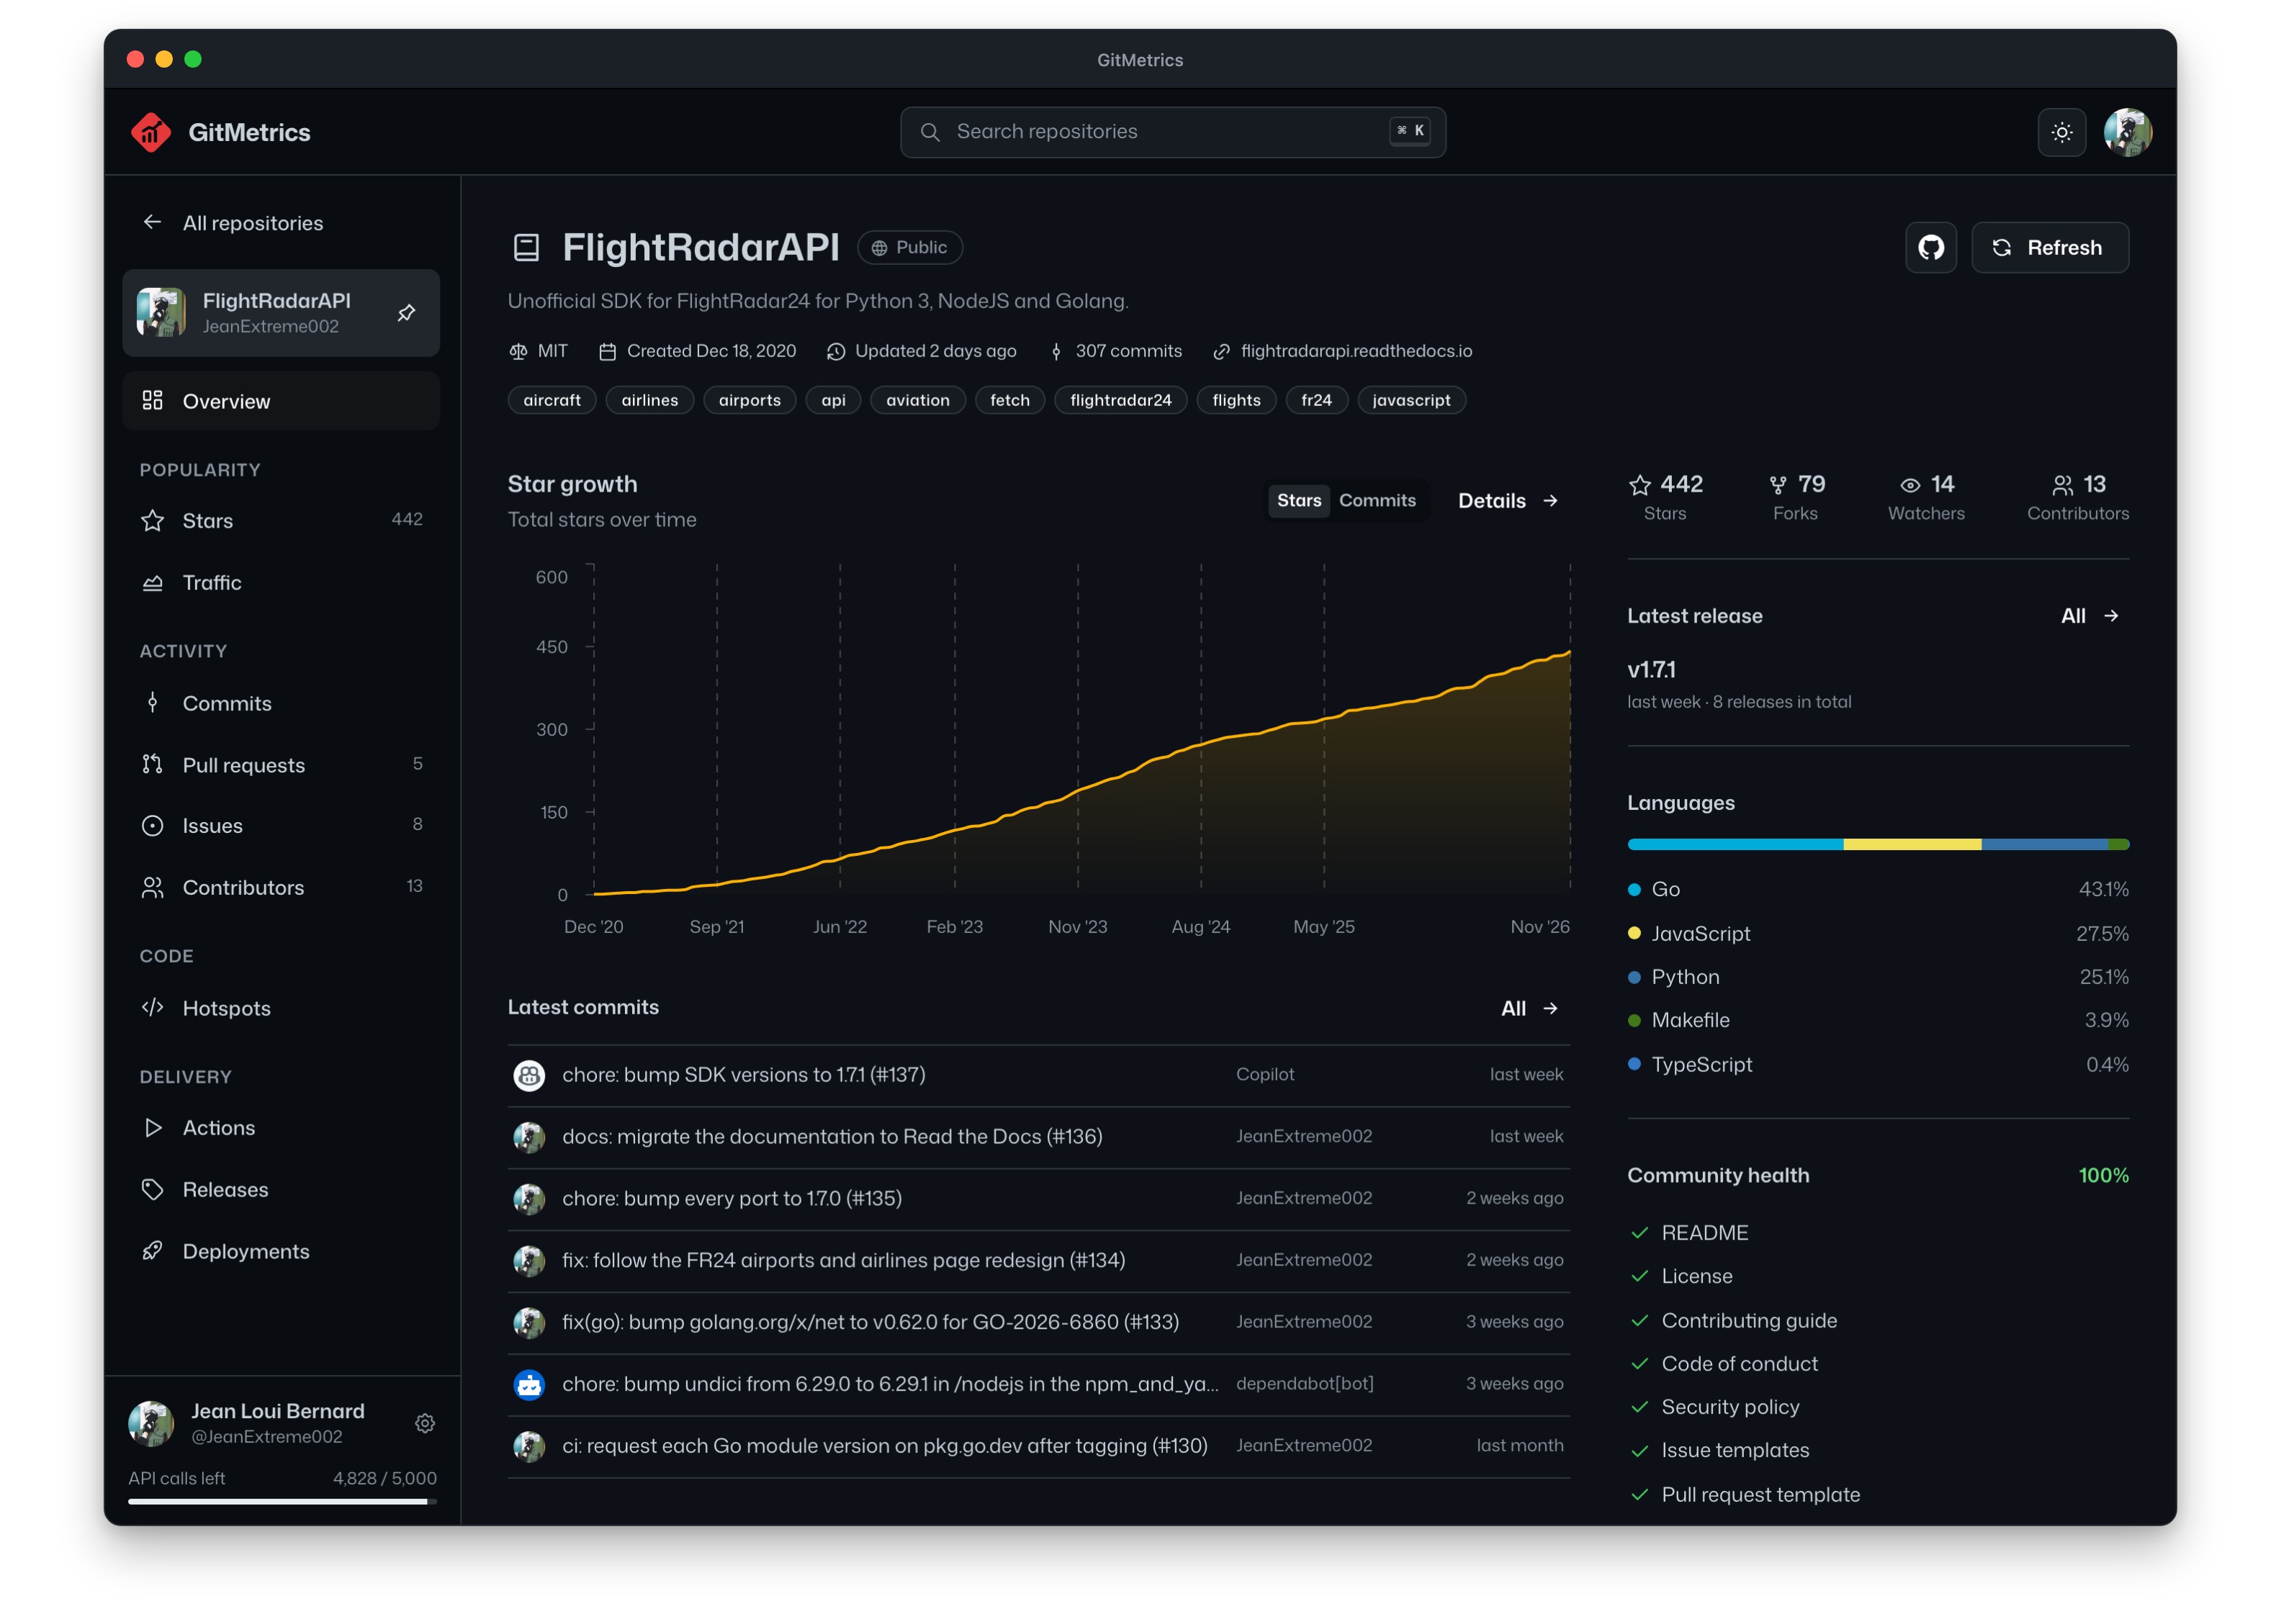 GitMetrics
GitMetrics
Search repositories
⌘ K
All repositories
FlightRadarAPI
JeanExtreme002
Overview
POPULARITY
Stars 442
Traffic
ACTIVITY
Commits
Pull requests 5
Issues 8
Contributors 13
CODE
Hotspots
DELIVERY
Actions
Releases
Deployments
Jean Loui Bernard
@JeanExtreme002
API calls left 4,828 / 5,000
FlightRadarAPI Public
Refresh
Unofficial SDK for FlightRadar24 for Python 3, NodeJS and Golang.
MIT Created Dec 18, 2020 Updated 2 days ago 307 commits flightradarapi.readthedocs.io
aircraft airlines airports api aviation fetch flightradar24 flights fr24 javascript
Star growth
Total stars over time
Stars Commits Details →
600
450
300
150
0
Dec '20 Sep '21 Jun '22 Feb '23 Nov '23 Aug '24 May '25 Nov '26
Latest commits All →
chore: bump SDK versions to 1.7.1 (#137) Copilot last week
docs: migrate the documentation to Read the Docs (#136) JeanExtreme002 last week
chore: bump every port to 1.7.0 (#135) JeanExtreme002 2 weeks ago
fix: follow the FR24 airports and airlines page redesign (#134) JeanExtreme002 2 weeks ago
fix(go): bump golang.org/x/net to v0.62.0 for GO-2026-6860 (#133) JeanExtreme002 3 weeks ago
chore: bump undici from 6.29.0 to 6.29.1 in /nodejs in the npm_and_ya... dependabot[bot] 3 weeks ago
ci: request each Go module version on pkg.go.dev after tagging (#130) JeanExtreme002 last month
442 79 14 13
Stars Forks Watchers Contributors
Latest release All →
v1.7.1
last week · 8 releases in total
Languages
Go 43.1%
JavaScript 27.5%
Python 25.1%
Makefile 3.9%
TypeScript 0.4%
Community health 100%
README
License
Contributing guide
Code of conduct
Security policy
Issue templates
Pull request template